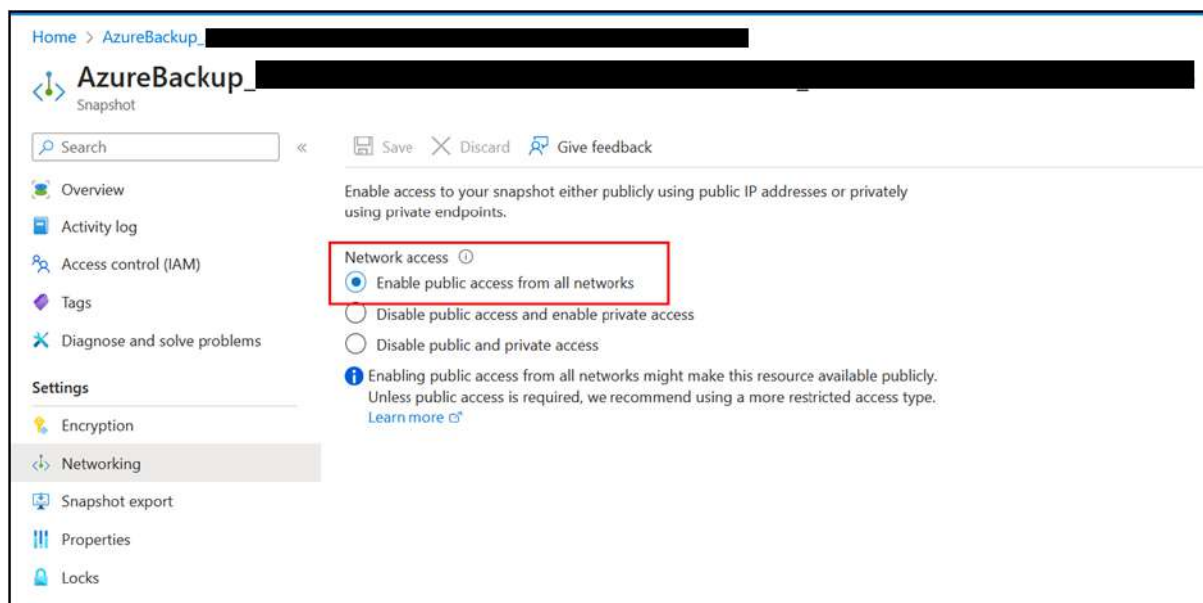 Home > AzureBackup_
AzureBackup_
Snapshot
Search
«
Save
Discard
Give feedback
Overview
Activity log
Access control (IAM)
Tags
Diagnose and solve problems
Settings
Encryption
Networking
Snapshot export
Properties
Locks
Enable access to your snapshot either publicly using public IP addresses or privately
using private endpoints.
Network access
Enable public access from all networks
Disable public access and enable private access
Disable public and private access
Enabling public access from all networks might make this resource available publicly.
Unless public access is required, we recommend using a more restricted access type.
Learn more